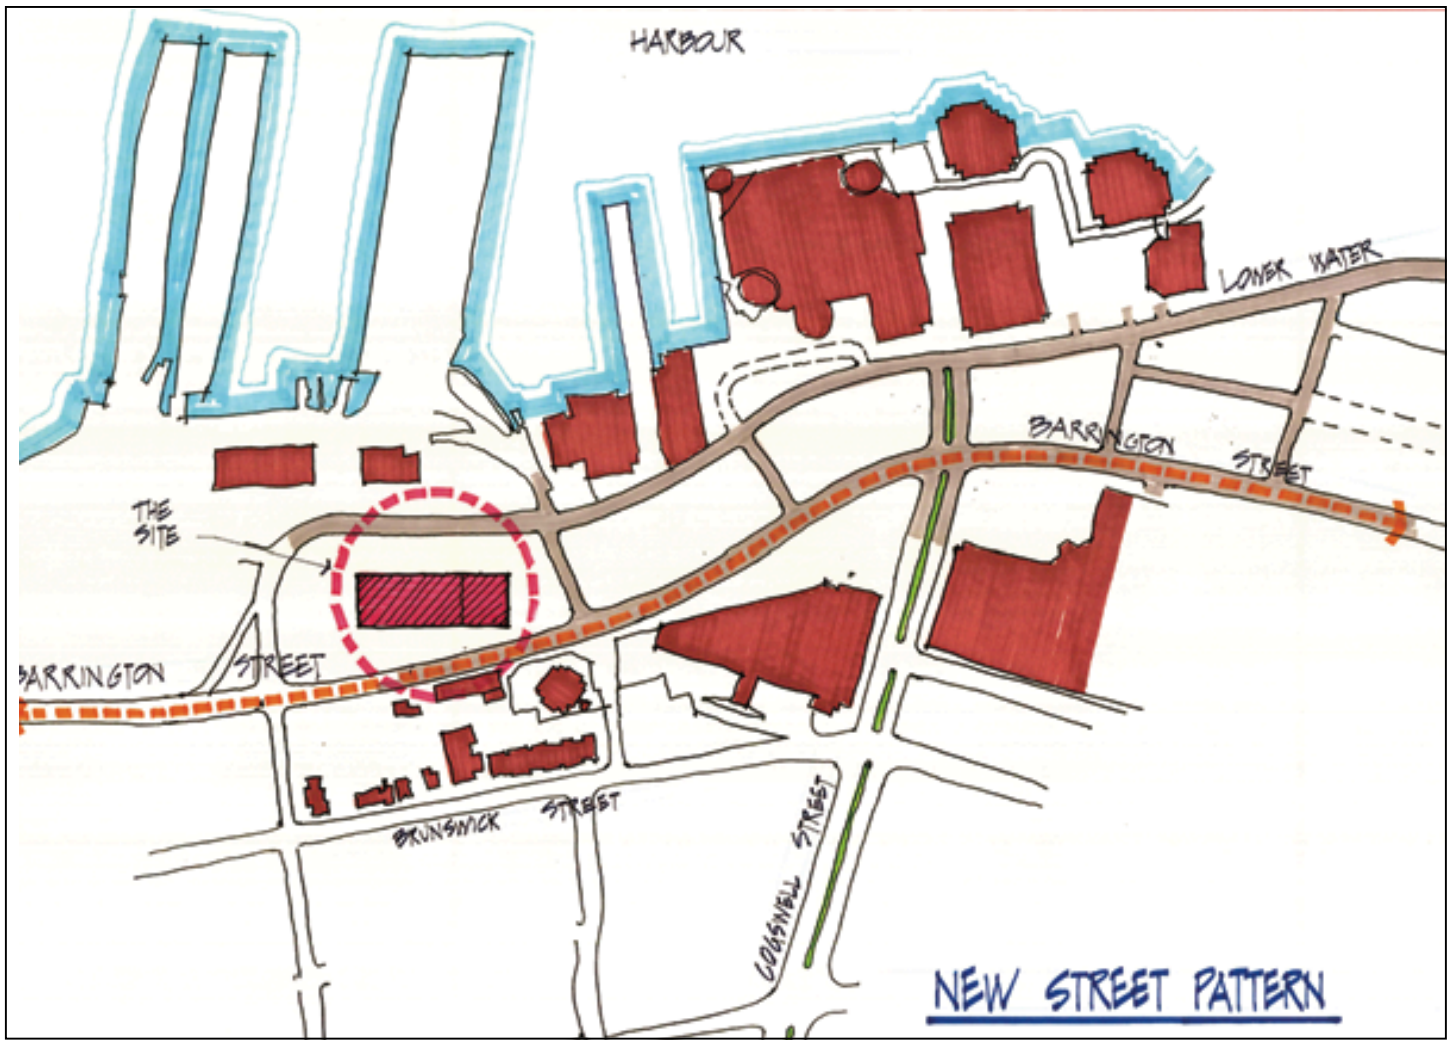 HARBOUR
LOWER WATER
BARRINGTON
STREET
THE
SITE
BARRINGTON
STREET
STREET
BRUNSWICK
COGSWELL STREET
NEW STREET PATTERN